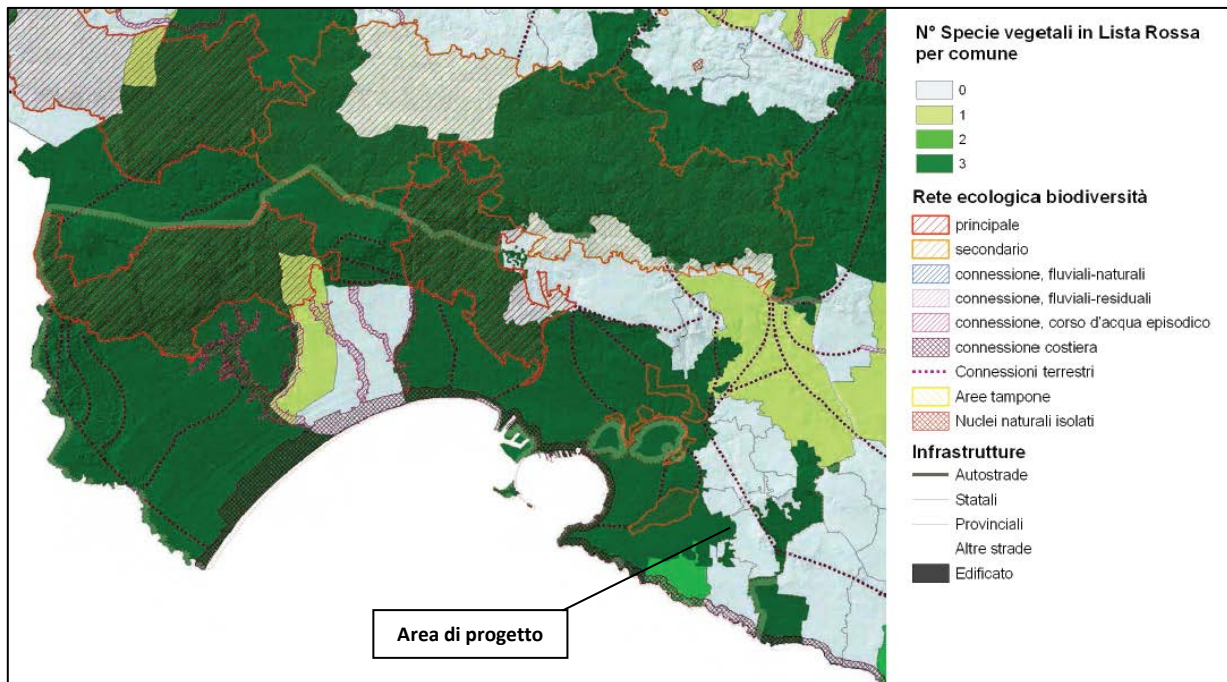 N° Specie vegetali in Lista Rossa
per comune
0
1
2
3
Rete ecologica biodiversità
principale
secondario
connessione, fluviali-naturali
connessione, fluviali-residuali
connessione, corso d'acqua episodico
connessione costiera
Connessioni terrestri
Aree tampone
Nuclei naturali isolati
Infrastrutture
Autostrade
Statali
Provinciali
Altre strade
Edificato
Area di progetto